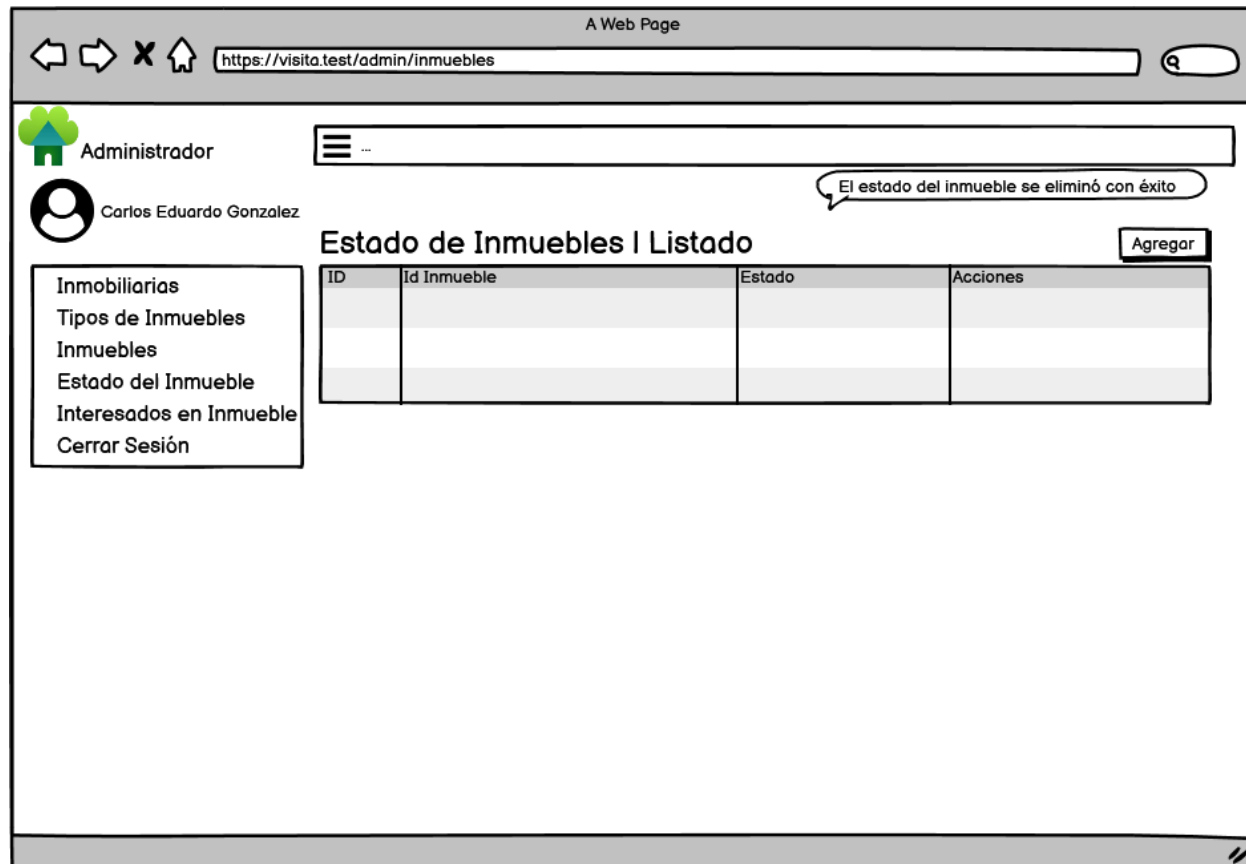 A Web Page
https://visita.test/admin/inmuebles
Administrador
...
El estado del inmueble se eliminó con éxito
Carlos Eduardo Gonzalez
Estado de Inmuebles | Listado
Agregar
ID Id Inmueble Estado Acciones
Inmobiliarias
Tipos de Inmuebles
Inmuebles
Estado del Inmueble
Interesados en Inmueble
Cerrar Sesión